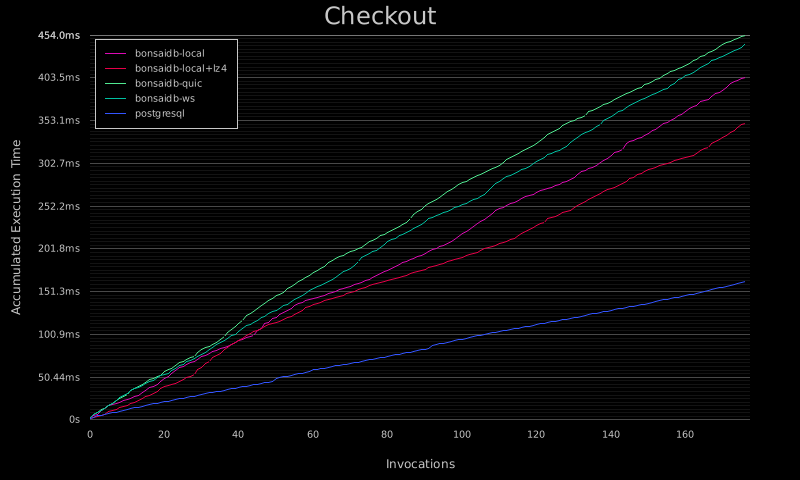 Checkout
454.0ms
403.5ms
353.1ms
302.7ms
252.2ms
201.8ms
151.3ms
100.9ms
50.44ms
0s
Accumulated Execution Time
bonsaidb-local
bonsaidb-local+lz4
bonsaidb-quic
bonsaidb-ws
postgresql
0 20 40 60 80 100 120 140 160
Invocations